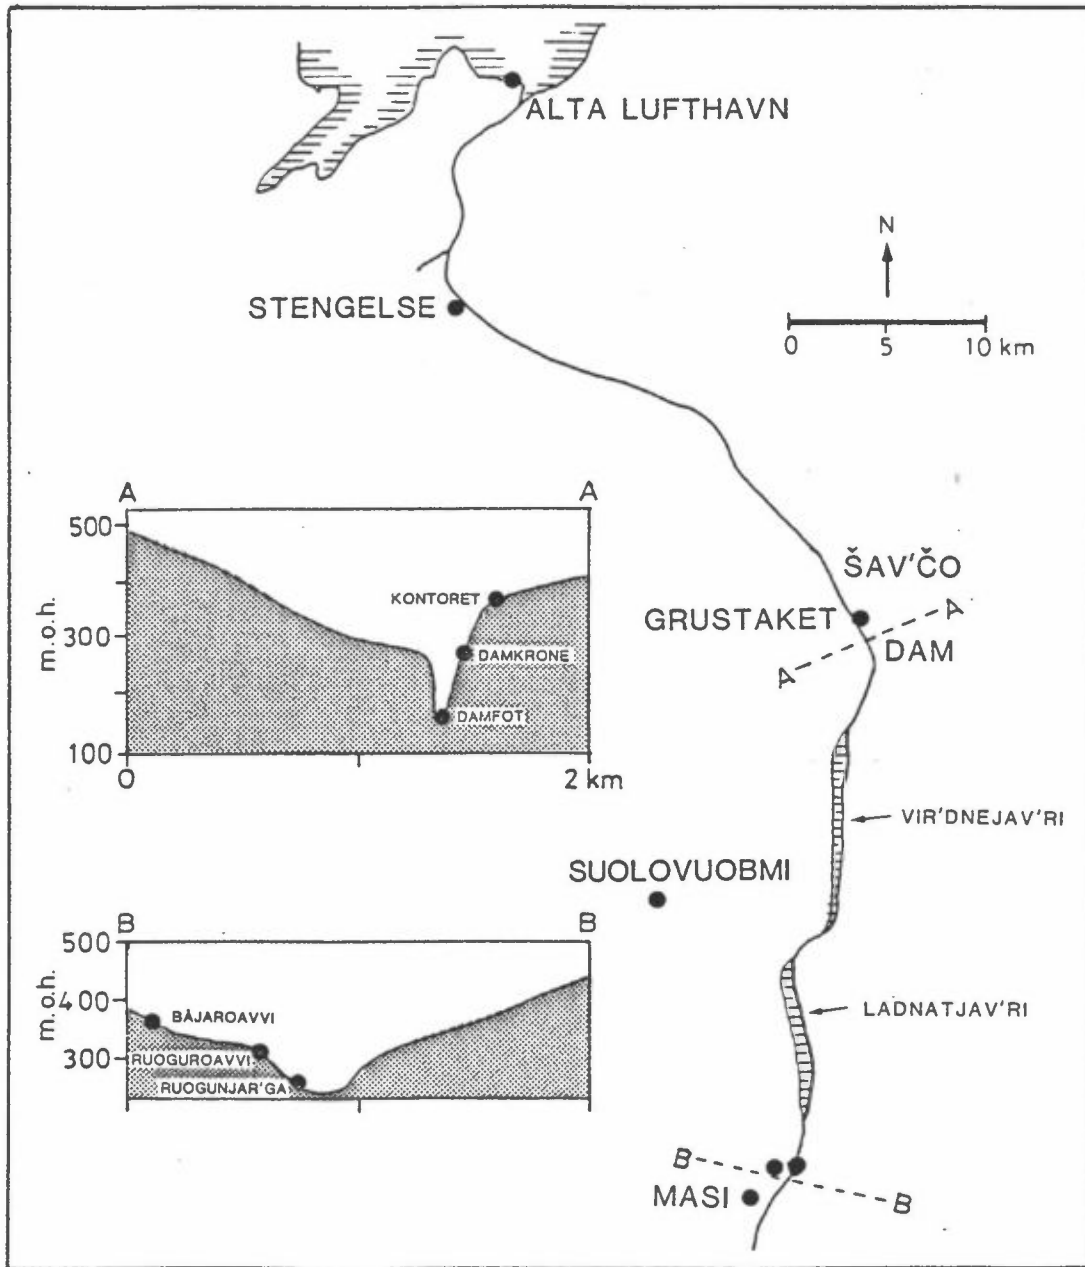 ALTA LUFTHAVN
N
STENGELSE
0 5 10 km
A A
500
300
100
m.o.h.
KONTORET
DAMKRONE
DAMFOT
0 2 km
ŠAV'ČO
GRUSTAKET
A
DAM
A
VIR'DNEJAV'RI
SUOLOVUOBMI
B B
500
400
300
m.o.h.
BÅJAROAVVI
RUOGUROAVVI
RUOGUNJAR'GA
LADNATJAV'RI
B
MASI
B